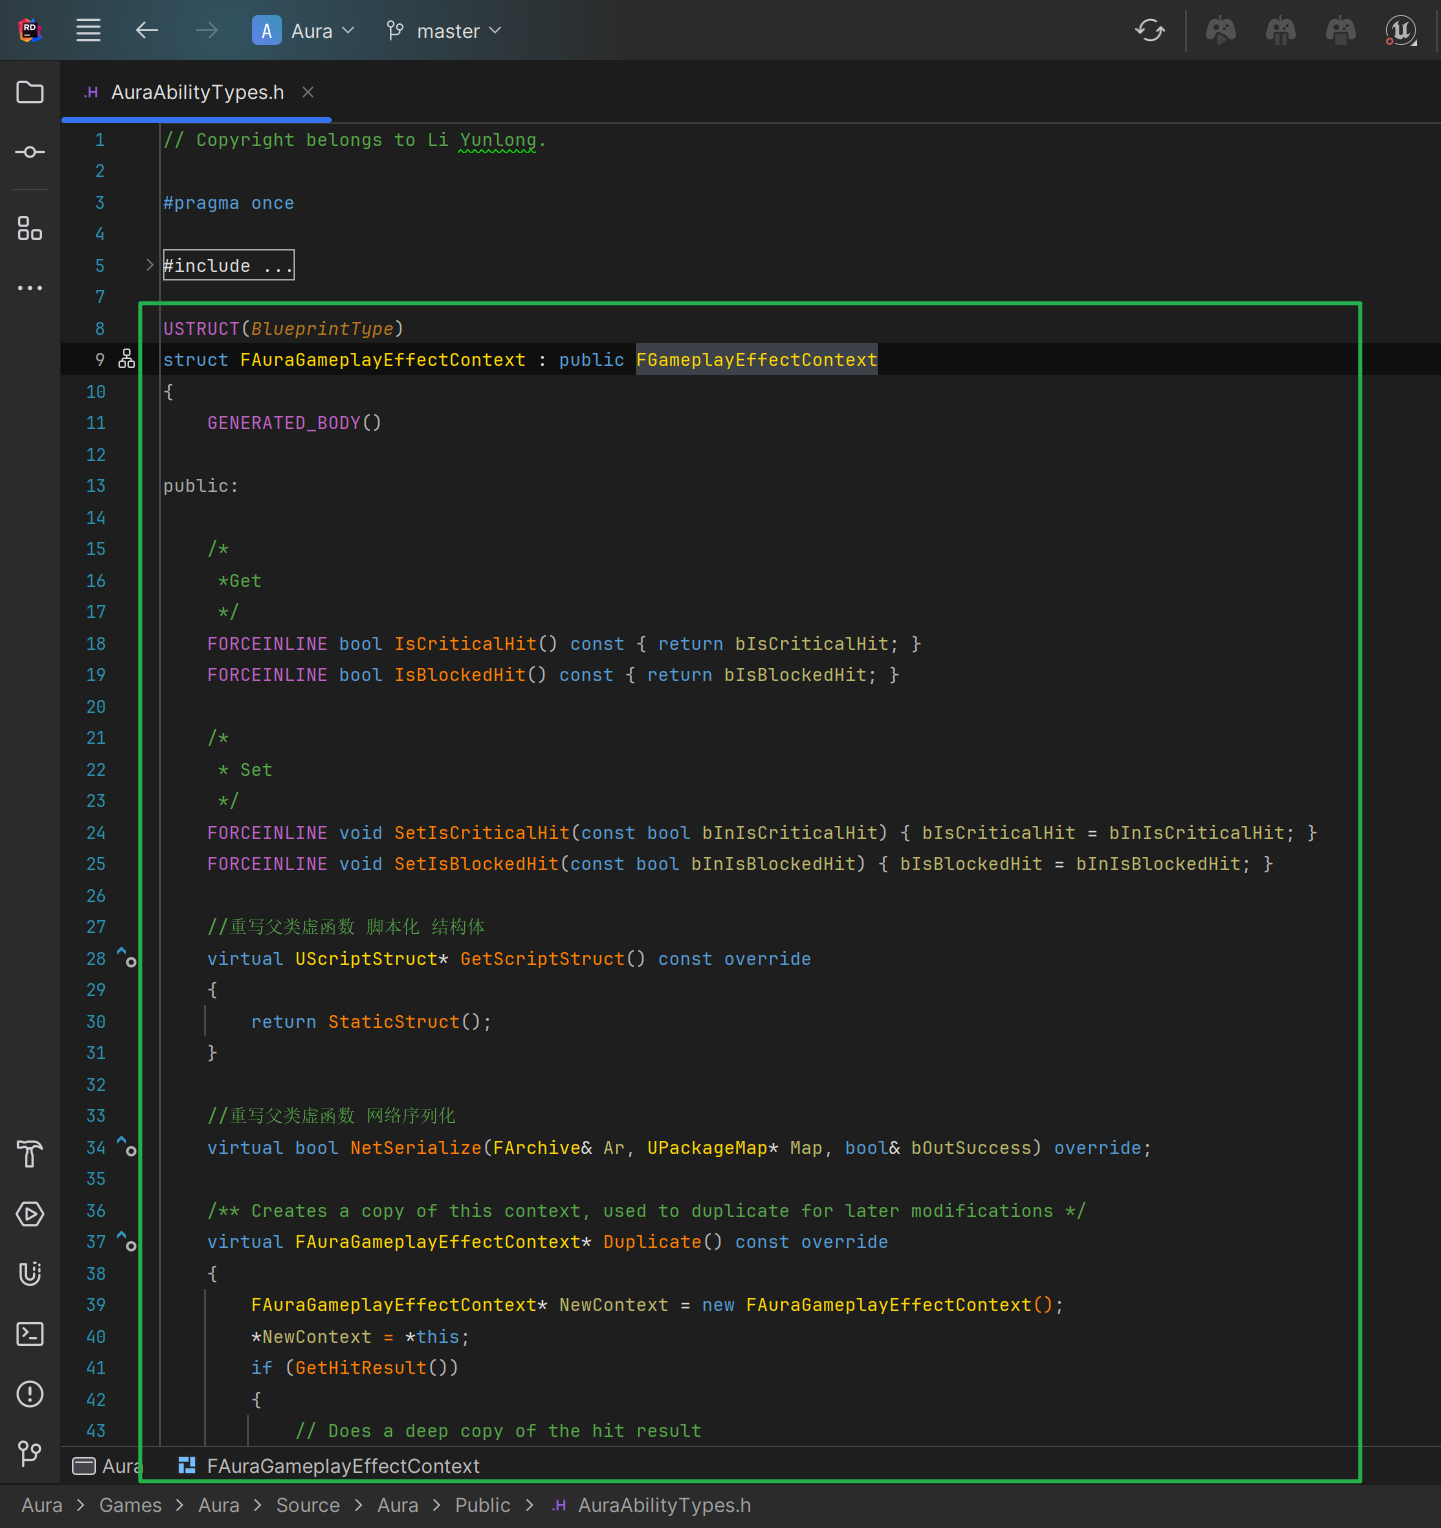 RD
A Aura master
.H AuraAbilityTypes.h
1 // Copyright belongs to Li Yunlong.
2
3 #pragma once
4
5 #include ...
7
8 USTRUCT(BlueprintType)
9 struct FAuraGameplayEffectContext : public FGameplayEffectContext
10 {
11 GENERATED_BODY()
12
13 public:
14
15 /*
16 *Get
17 */
18 FORCEINLINE bool IsCriticalHit() const { return bIsCriticalHit; }
19 FORCEINLINE bool IsBlockedHit() const { return bIsBlockedHit; }
20
21 /*
22 * Set
23 */
24 FORCEINLINE void SetIsCriticalHit(const bool bInIsCriticalHit) { bIsCriticalHit = bInIsCriticalHit; }
25 FORCEINLINE void SetIsBlockedHit(const bool bInIsBlockedHit) { bIsBlockedHit = bInIsBlockedHit; }
26
27 //重写父类虚函数 脚本化 结构体
28 virtual UScriptStruct* GetScriptStruct() const override
29 {
30 return StaticStruct();
31 }
32
33 //重写父类虚函数 网络序列化
34 virtual bool NetSerialize(FArchive& Ar, UPackageMap* Map, bool& bOutSuccess) override;
35
36 /** Creates a copy of this context, used to duplicate for later modifications */
37 virtual FAuraGameplayEffectContext* Duplicate() const override
38 {
39 FAuraGameplayEffectContext* NewContext = new FAuraGameplayEffectContext();
40 *NewContext = *this;
41 if (GetHitResult())
42 {
43 // Does a deep copy of the hit result
Aura FAuraGameplayEffectContext
Aura > Games > Aura > Source > Aura > Public > .H AuraAbilityTypes.h